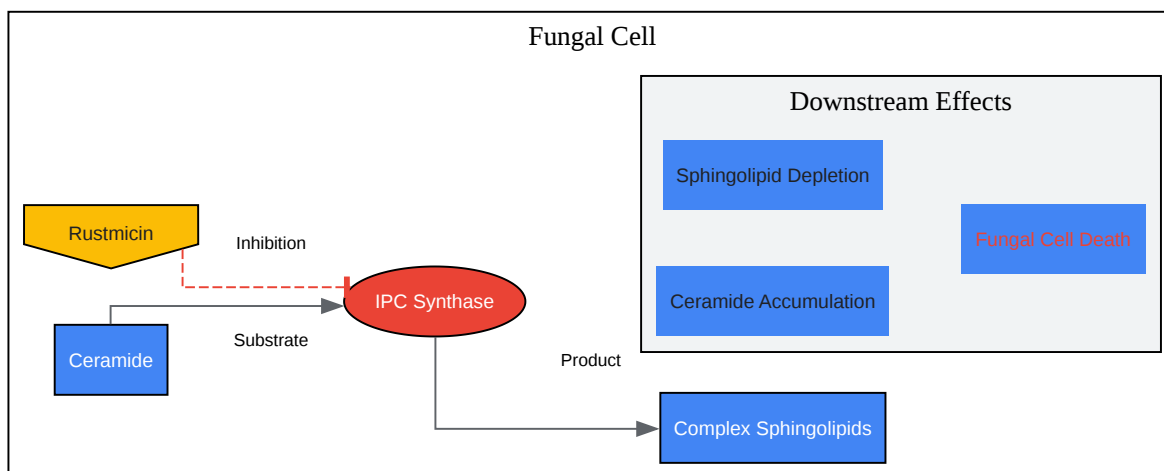 Fungal Cell
Downstream Effects
Sphingolipid Depletion
Rustmicin
Inhibition
Fungal Cell Death
IPC Synthase
Ceramide Accumulation
Substrate
Ceramide
Product
Complex Sphingolipids